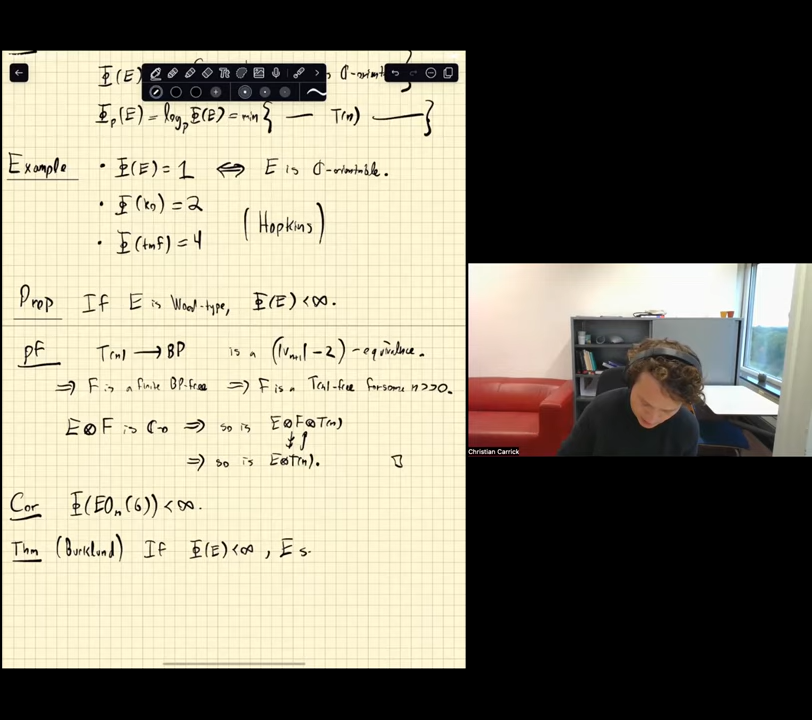 Φ(E) is ℂ-orient }
Φ_p(E) = log_p Φ(E) = min { — T(n) — }
Example • Φ(E) = 1 ⟺ E is ℂ-orientable.
• Φ(ko) = 2
(Hopkins)
• Φ(tmf) = 4
Prop If E is Wood-type, Φ(E) < ∞.
pf T(n) → BP is a (|v_{n+1}| - 2)-equivalence.
⇒ F is a finite BP-free ⇒ F is a T(n)-free for some n >> 0.
E ⊗ F is ℂ-o ⇒ so is E⊗F⊗T(n)
↓↑
⇒ so is E⊗T(n). □
Cor Φ(EO_n(G)) < ∞.
Thm (Burklund) If Φ(E) < ∞, E s
Christian Carrick